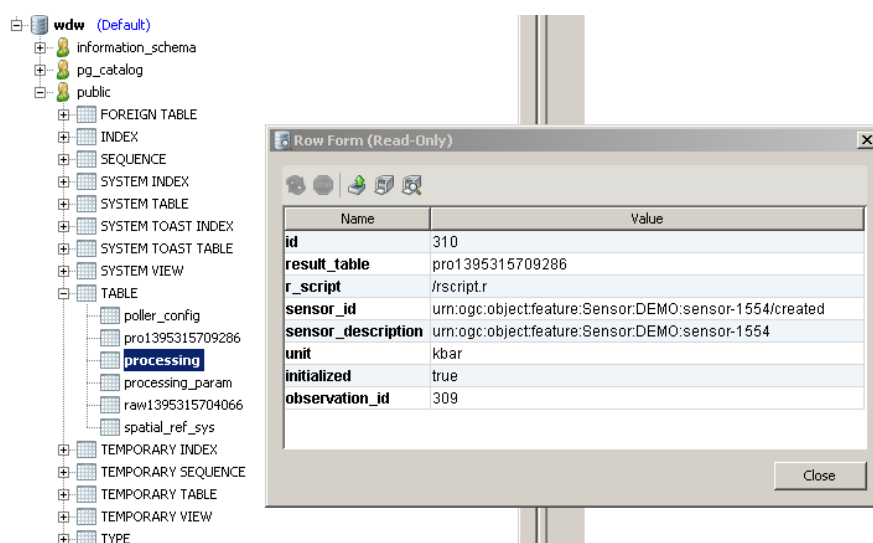 wdw (Default)
information_schema
pg_catalog
public
FOREIGN TABLE
INDEX
SEQUENCE
SYSTEM INDEX
SYSTEM TABLE
SYSTEM TOAST INDEX
SYSTEM TOAST TABLE
SYSTEM VIEW
TABLE
poller_config
pro1395315709286
processing
processing_param
raw1395315704066
spatial_ref_sys
TEMPORARY INDEX
TEMPORARY SEQUENCE
TEMPORARY TABLE
TEMPORARY VIEW
TYPE
Row Form (Read-Only)
Name Value
id 310
result_table pro1395315709286
r_script /rscript.r
sensor_id urn:ogc:object:feature:Sensor:DEMO:sensor-1554/created
sensor_description urn:ogc:object:feature:Sensor:DEMO:sensor-1554
unit kbar
initialized true
observation_id 309
Close